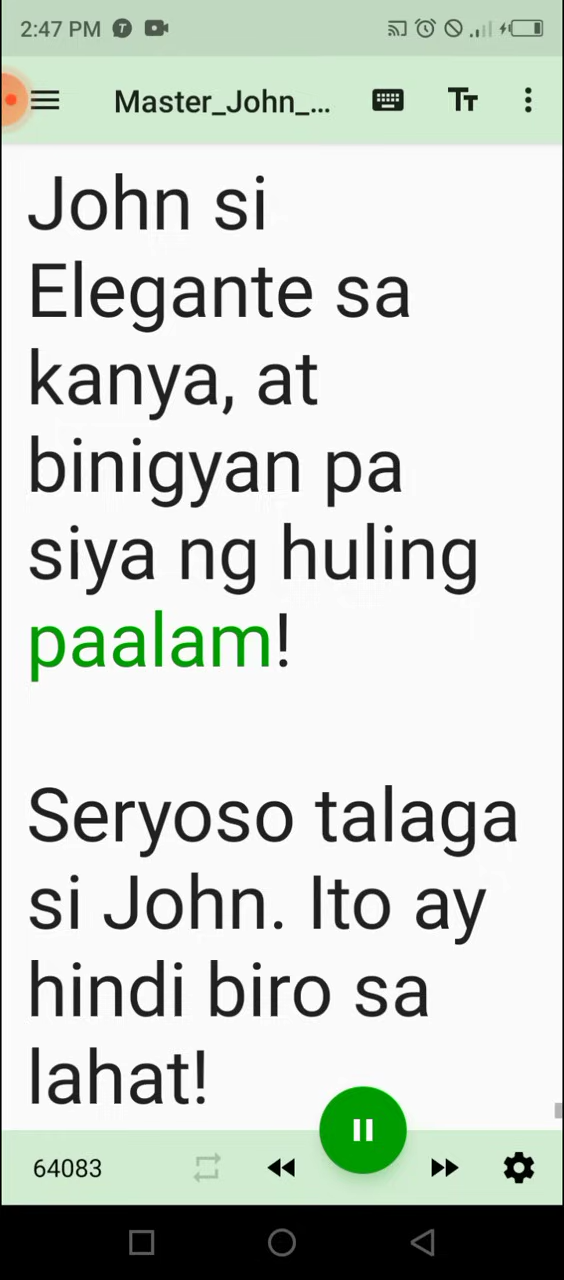 2:47 PM
Master_John_...
John si
Elegante sa
kanya, at
binigyan pa
siya ng huling
paalam!
Seryoso talaga
si John. Ito ay
hindi biro sa
lahat!
64083